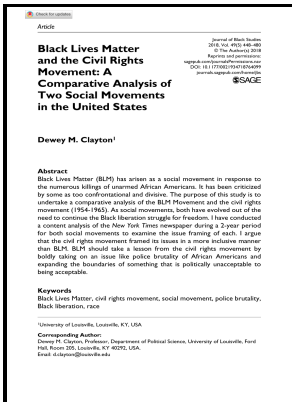 Check for updates
Article
Journal of Black Studies
2018, Vol. 49(5) 448–480
© The Author(s) 2018
Reprints and permissions:
sagepub.com/journalsPermissions.nav
DOI: 10.1177/0021934718764099
journals.sagepub.com/home/jbs
SAGE
Black Lives Matter
and the Civil Rights
Movement: A
Comparative Analysis of
Two Social Movements
in the United States
Dewey M. Clayton¹
Abstract
Black Lives Matter (BLM) has arisen as a social movement in response to
the numerous killings of unarmed African Americans. It has been criticized
by some as too confrontational and divisive. The purpose of this study is to
undertake a comparative analysis of the BLM Movement and the civil rights
movement (1954-1965). As social movements, both have evolved out of the
need to continue the Black liberation struggle for freedom. I have conducted
a content analysis of the New York Times newspaper during a 2-year period
for both social movements to examine the issue framing of each. I argue
that the civil rights movement framed its issues in a more inclusive manner
than BLM. BLM should take a lesson from the civil rights movement by
boldly taking on an issue like police brutality of African Americans and
expanding the boundaries of something that is politically unacceptable to
being acceptable.
Keywords
Black Lives Matter, civil rights movement, social movement, police brutality,
Black liberation, race
¹University of Louisville, Louisville, KY, USA
Corresponding Author:
Dewey M. Clayton, Professor, Department of Political Science, University of Louisville, Ford
Hall, Room 205, Louisville, KY 40292, USA.
Email: d.clayton@louisville.edu